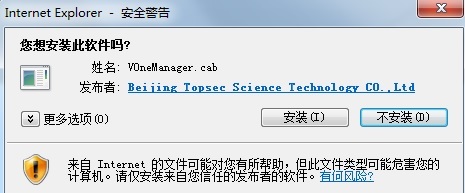 Internet Explorer - 安全警告
您想安装此软件吗?
姓名: VOneManager.cab
发布者: Beijing Topsec Science Technology CO.,Ltd
更多选项(O)
安装(I)
不安装(D)
来自 Internet 的文件可能对您有所帮助，但此文件类型可能危害您的
计算机。请仅安装来自您信任的发布者的软件。有何风险?